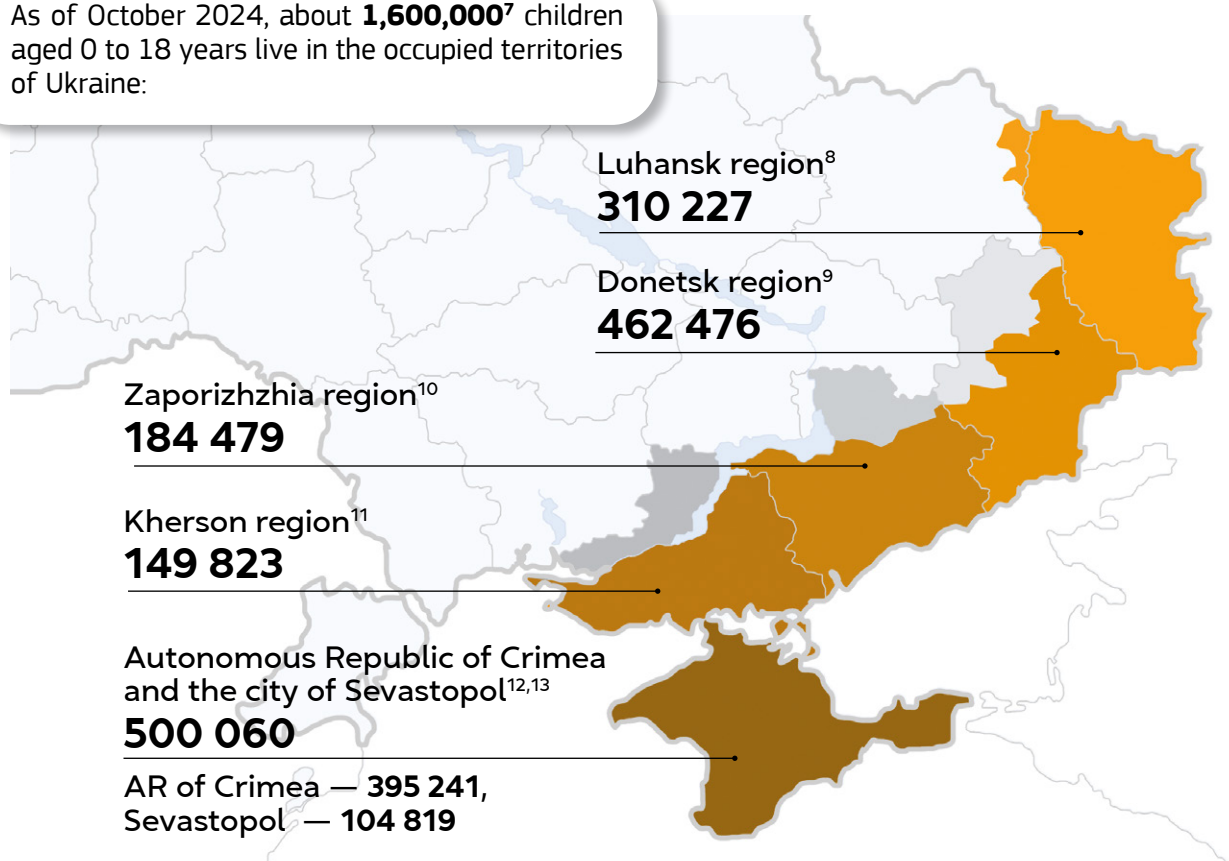 As of October 2024, about 1,600,000⁷ children
aged 0 to 18 years live in the occupied territories
of Ukraine:
Luhansk region⁸
310 227
Donetsk region⁹
462 476
Zaporizhzhia region¹⁰
184 479
Kherson region¹¹
149 823
Autonomous Republic of Crimea
and the city of Sevastopol¹²,¹³
500 060
AR of Crimea — 395 241,
Sevastopol — 104 819